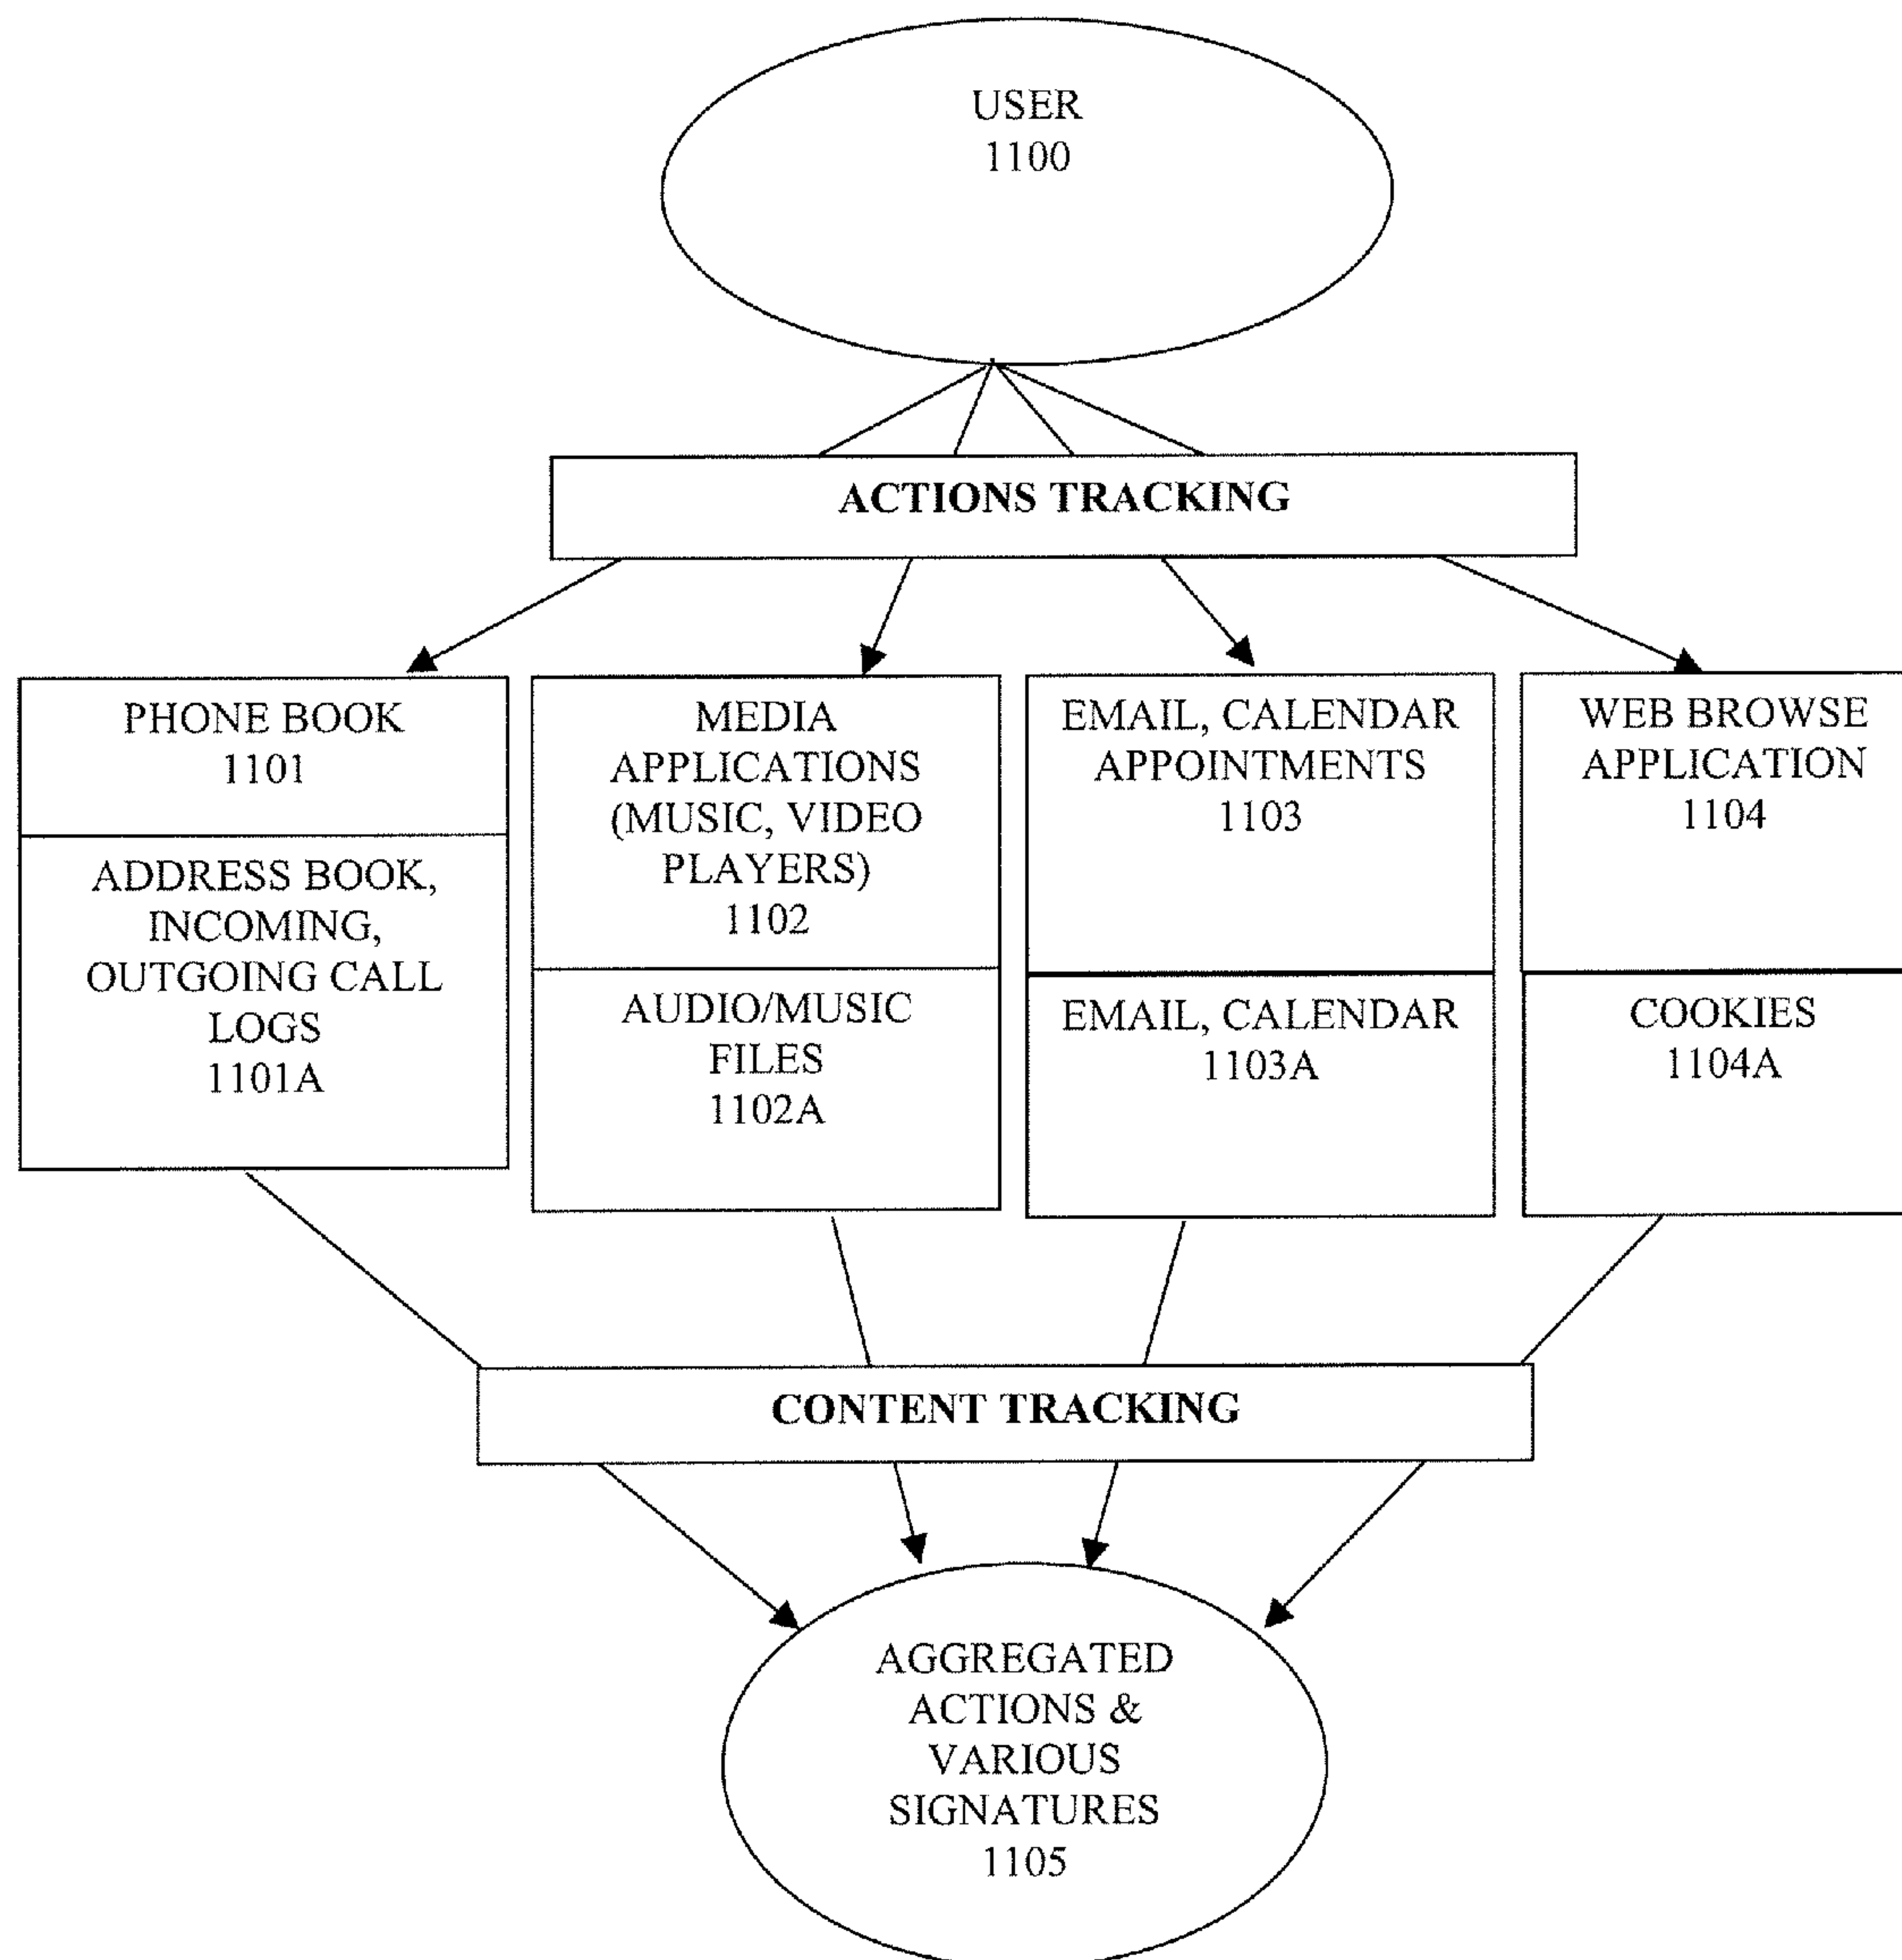 USER
1100
ACTIONS TRACKING
PHONE BOOK
1101
ADDRESS BOOK,
INCOMING,
OUTGOING CALL
LOGS
1101A
MEDIA
APPLICATIONS
(MUSIC, VIDEO
PLAYERS)
1102
AUDIO/MUSIC
FILES
1102A
EMAIL, CALENDAR
APPOINTMENTS
1103
EMAIL, CALENDAR
1103A
WEB BROWSE
APPLICATION
1104
COOKIES
1104A
CONTENT TRACKING
AGGREGATED
ACTIONS &
VARIOUS
SIGNATURES
1105